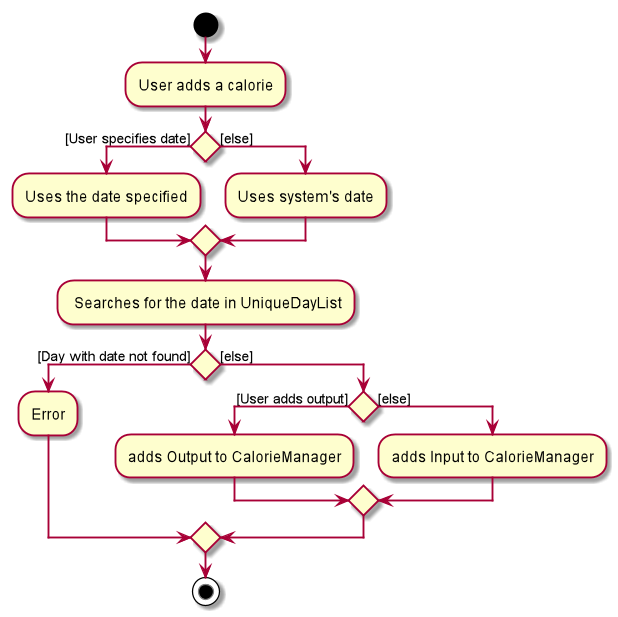 User adds a calorie
[User specifies date]
[else]
Uses the date specified
Uses system's date
Searches for the date in UniqueDayList
[Day with date not found]
[else]
Error
[User adds output]
[else]
adds Output to CalorieManager
adds Input to CalorieManager